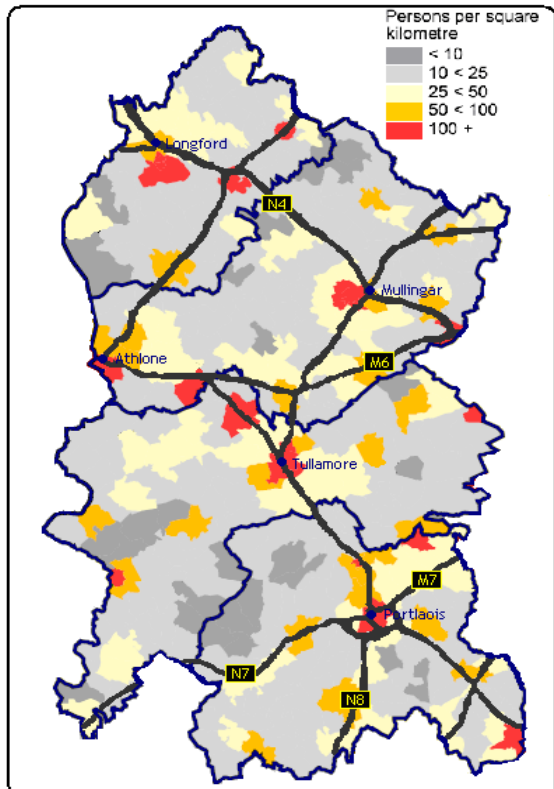 Persons per square
kilometre
< 10
10 < 25
25 < 50
50 < 100
100 +
Longford
N4
Mullingar
Athlone
M6
Tullamore
M7
Portlaois
N7
N8